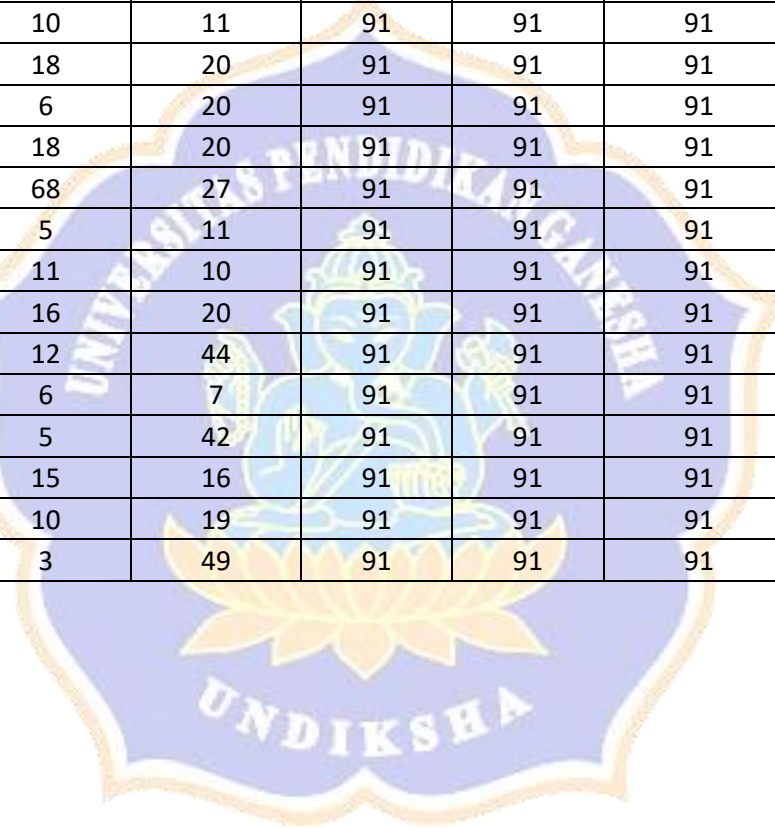 10 11 91 91 91
18 20 91 91 91
6 20 91 91 91
18 20 91 91 91
68 27 91 91 91
5 11 91 91 91
11 10 91 91 91
16 20 91 91 91
12 44 91 91 91
6 7 91 91 91
5 42 91 91 91
15 16 91 91 91
10 19 91 91 91
3 49 91 91 91
UNIVERSITAS PENDIDIKAN GANESHA
UNDIKSHA